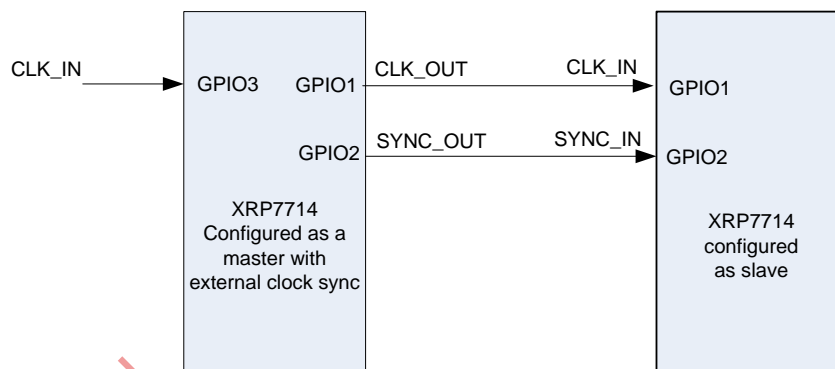 CLK_IN
GPIO3
GPIO1
CLK_OUT
CLK_IN
GPIO1
GPIO2
SYNC_OUT
SYNC_IN
GPIO2
XRP7714
Configured as a
master with
external clock sync
XRP7714
configured
as slave